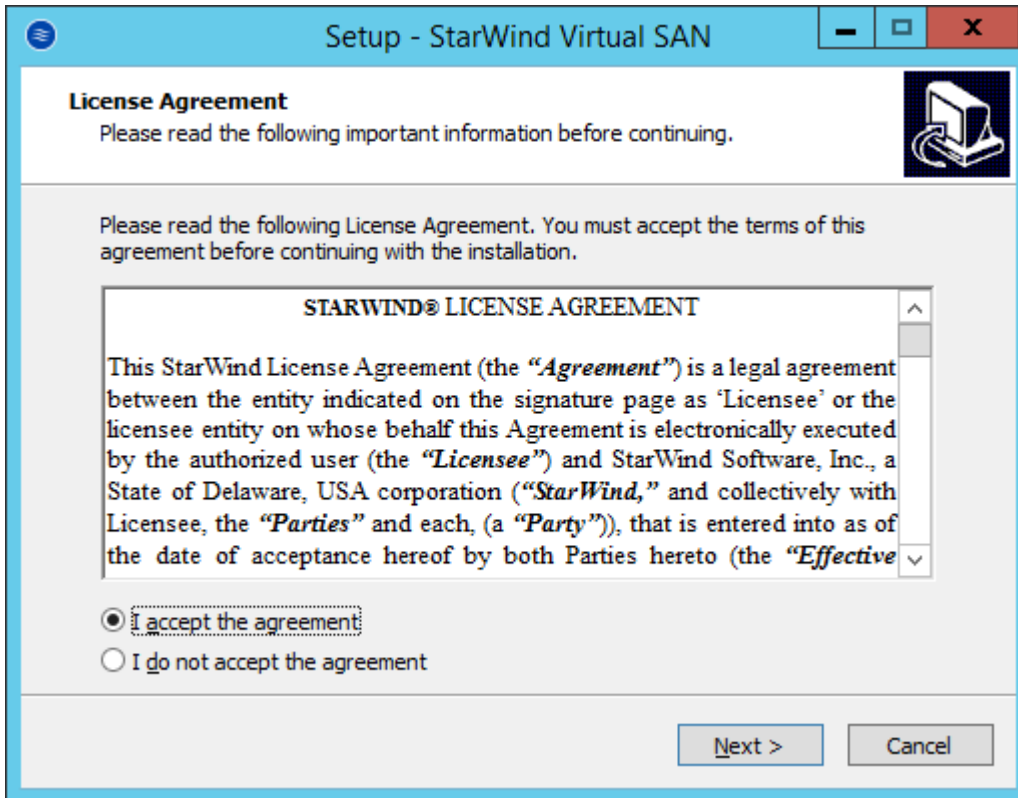 Setup - StarWind Virtual SAN
License Agreement
Please read the following important information before continuing.
Please read the following License Agreement. You must accept the terms of this
agreement before continuing with the installation.
STARWIND® LICENSE AGREEMENT
This StarWind License Agreement (the “Agreement”) is a legal agreement
between the entity indicated on the signature page as ‘Licensee’ or the
licensee entity on whose behalf this Agreement is electronically executed
by the authorized user (the “Licensee”) and StarWind Software, Inc., a
State of Delaware, USA corporation (“StarWind,” and collectively with
Licensee, the “Parties” and each, (a “Party”)), that is entered into as of
the date of acceptance hereof by both Parties hereto (the “Effective
I accept the agreement
I do not accept the agreement
Next >
Cancel